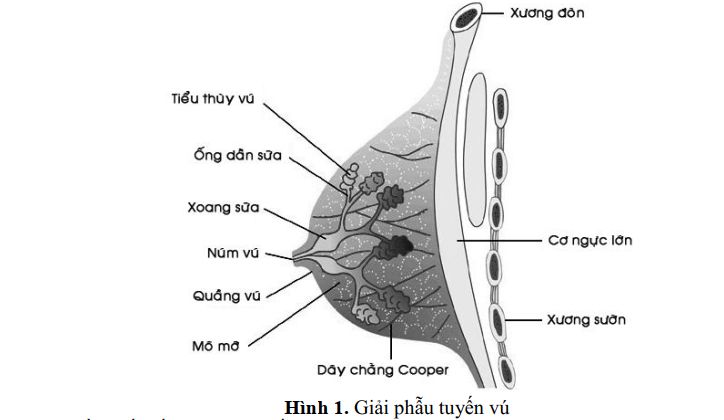 Xương đòn
Tiểu thùy vú
Ống dẫn sữa
Xoang sữa
Núm vú
Quầng vú
Mô mỡ
Dây chằng Cooper
Cơ ngực lớn
Xương sườn
Hình 1. Giải phẫu tuyến vú